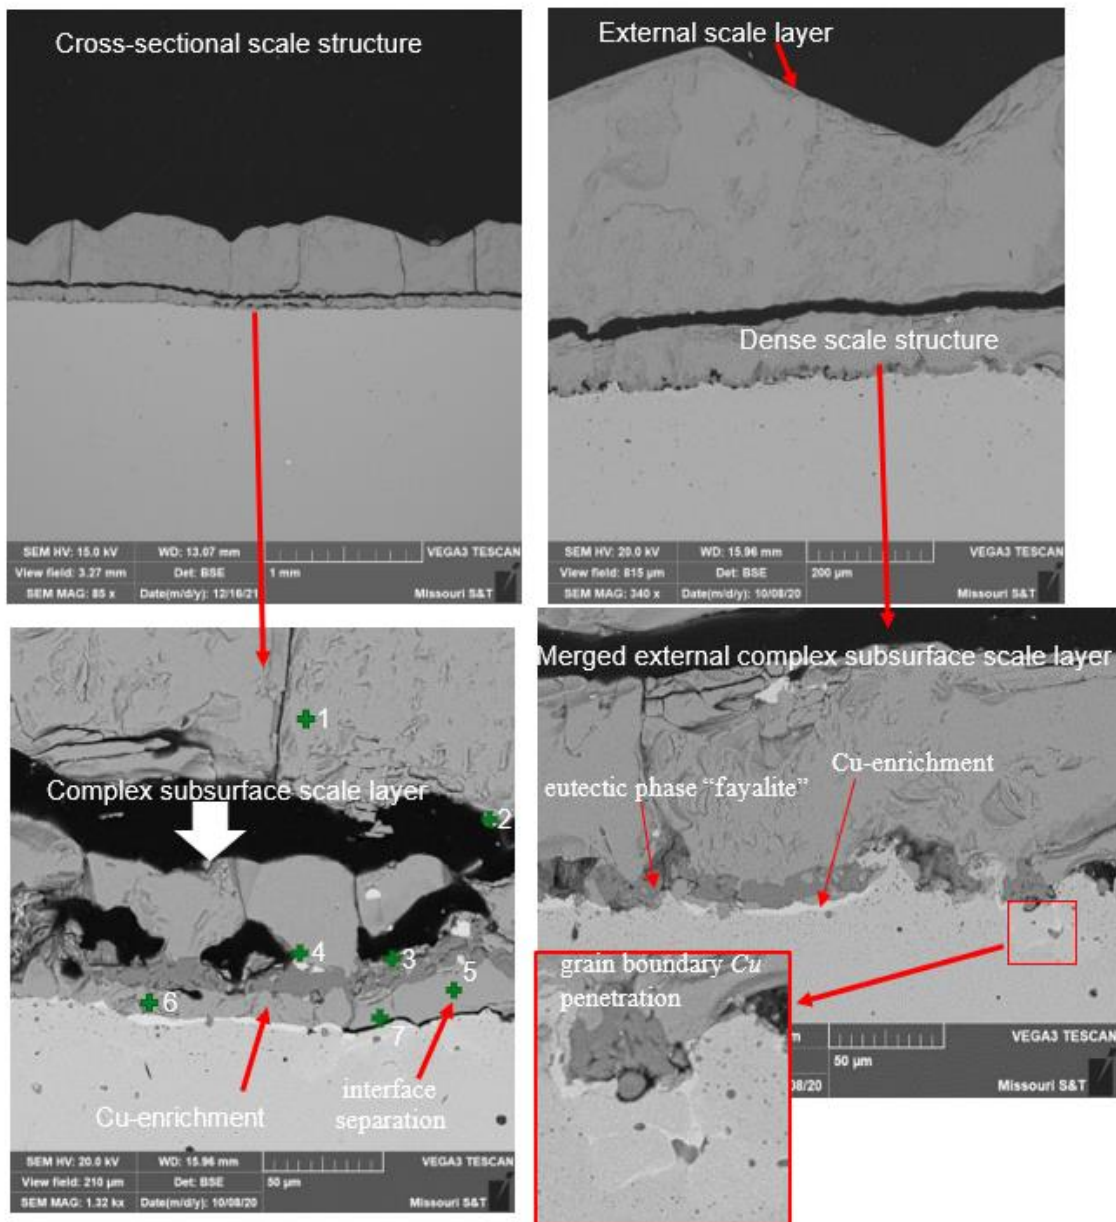 Cross-sectional scale structure
SEM HV: 15.0 kV WD: 13.07 mm VEGA3 TESCAN
View field: 3.27 mm Det: BSE 1 mm
SEM MAG: 85 x Date(m/d/y): 12/16/21 Missouri S&T
External scale layer
Dense scale structure
SEM HV: 20.0 kV WD: 15.96 mm VEGA3 TESCAN
View field: 815 µm Det: BSE 200 µm
SEM MAG: 340 x Date(m/d/y): 10/08/20 Missouri S&T
1
Complex subsurface scale layer
2
4
3
5
6
7
interface
separation
Cu-enrichment
SEM HV: 20.0 kV WD: 15.96 mm VEGA3 TESCAN
View field: 210 µm Det: BSE 50 µm
SEM MAG: 1.32 kx Date(m/d/y): 10/08/20 Missouri S&T
Merged external complex subsurface scale layer
Cu-enrichment
eutectic phase “fayalite”
grain boundary Cu
penetration
m VEGA3 TESCAN
50 µm
08/20 Missouri S&T